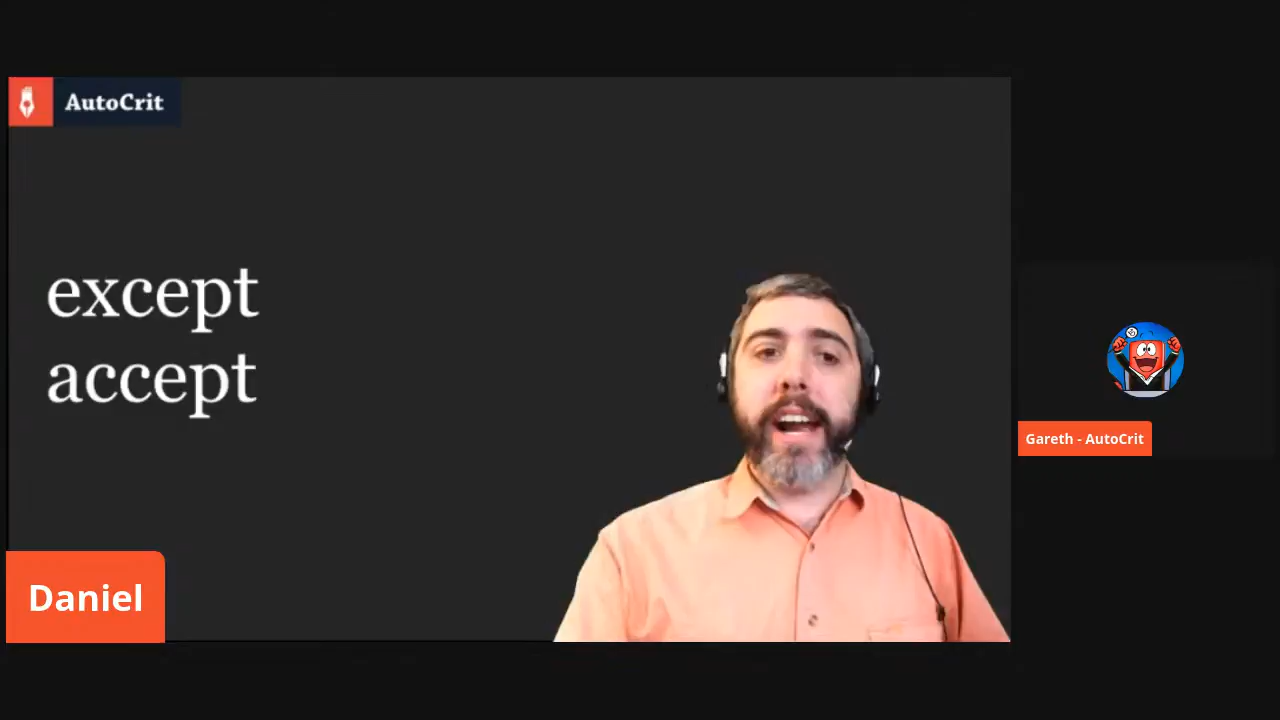 AutoCrit
except
accept
Daniel
Gareth - AutoCrit